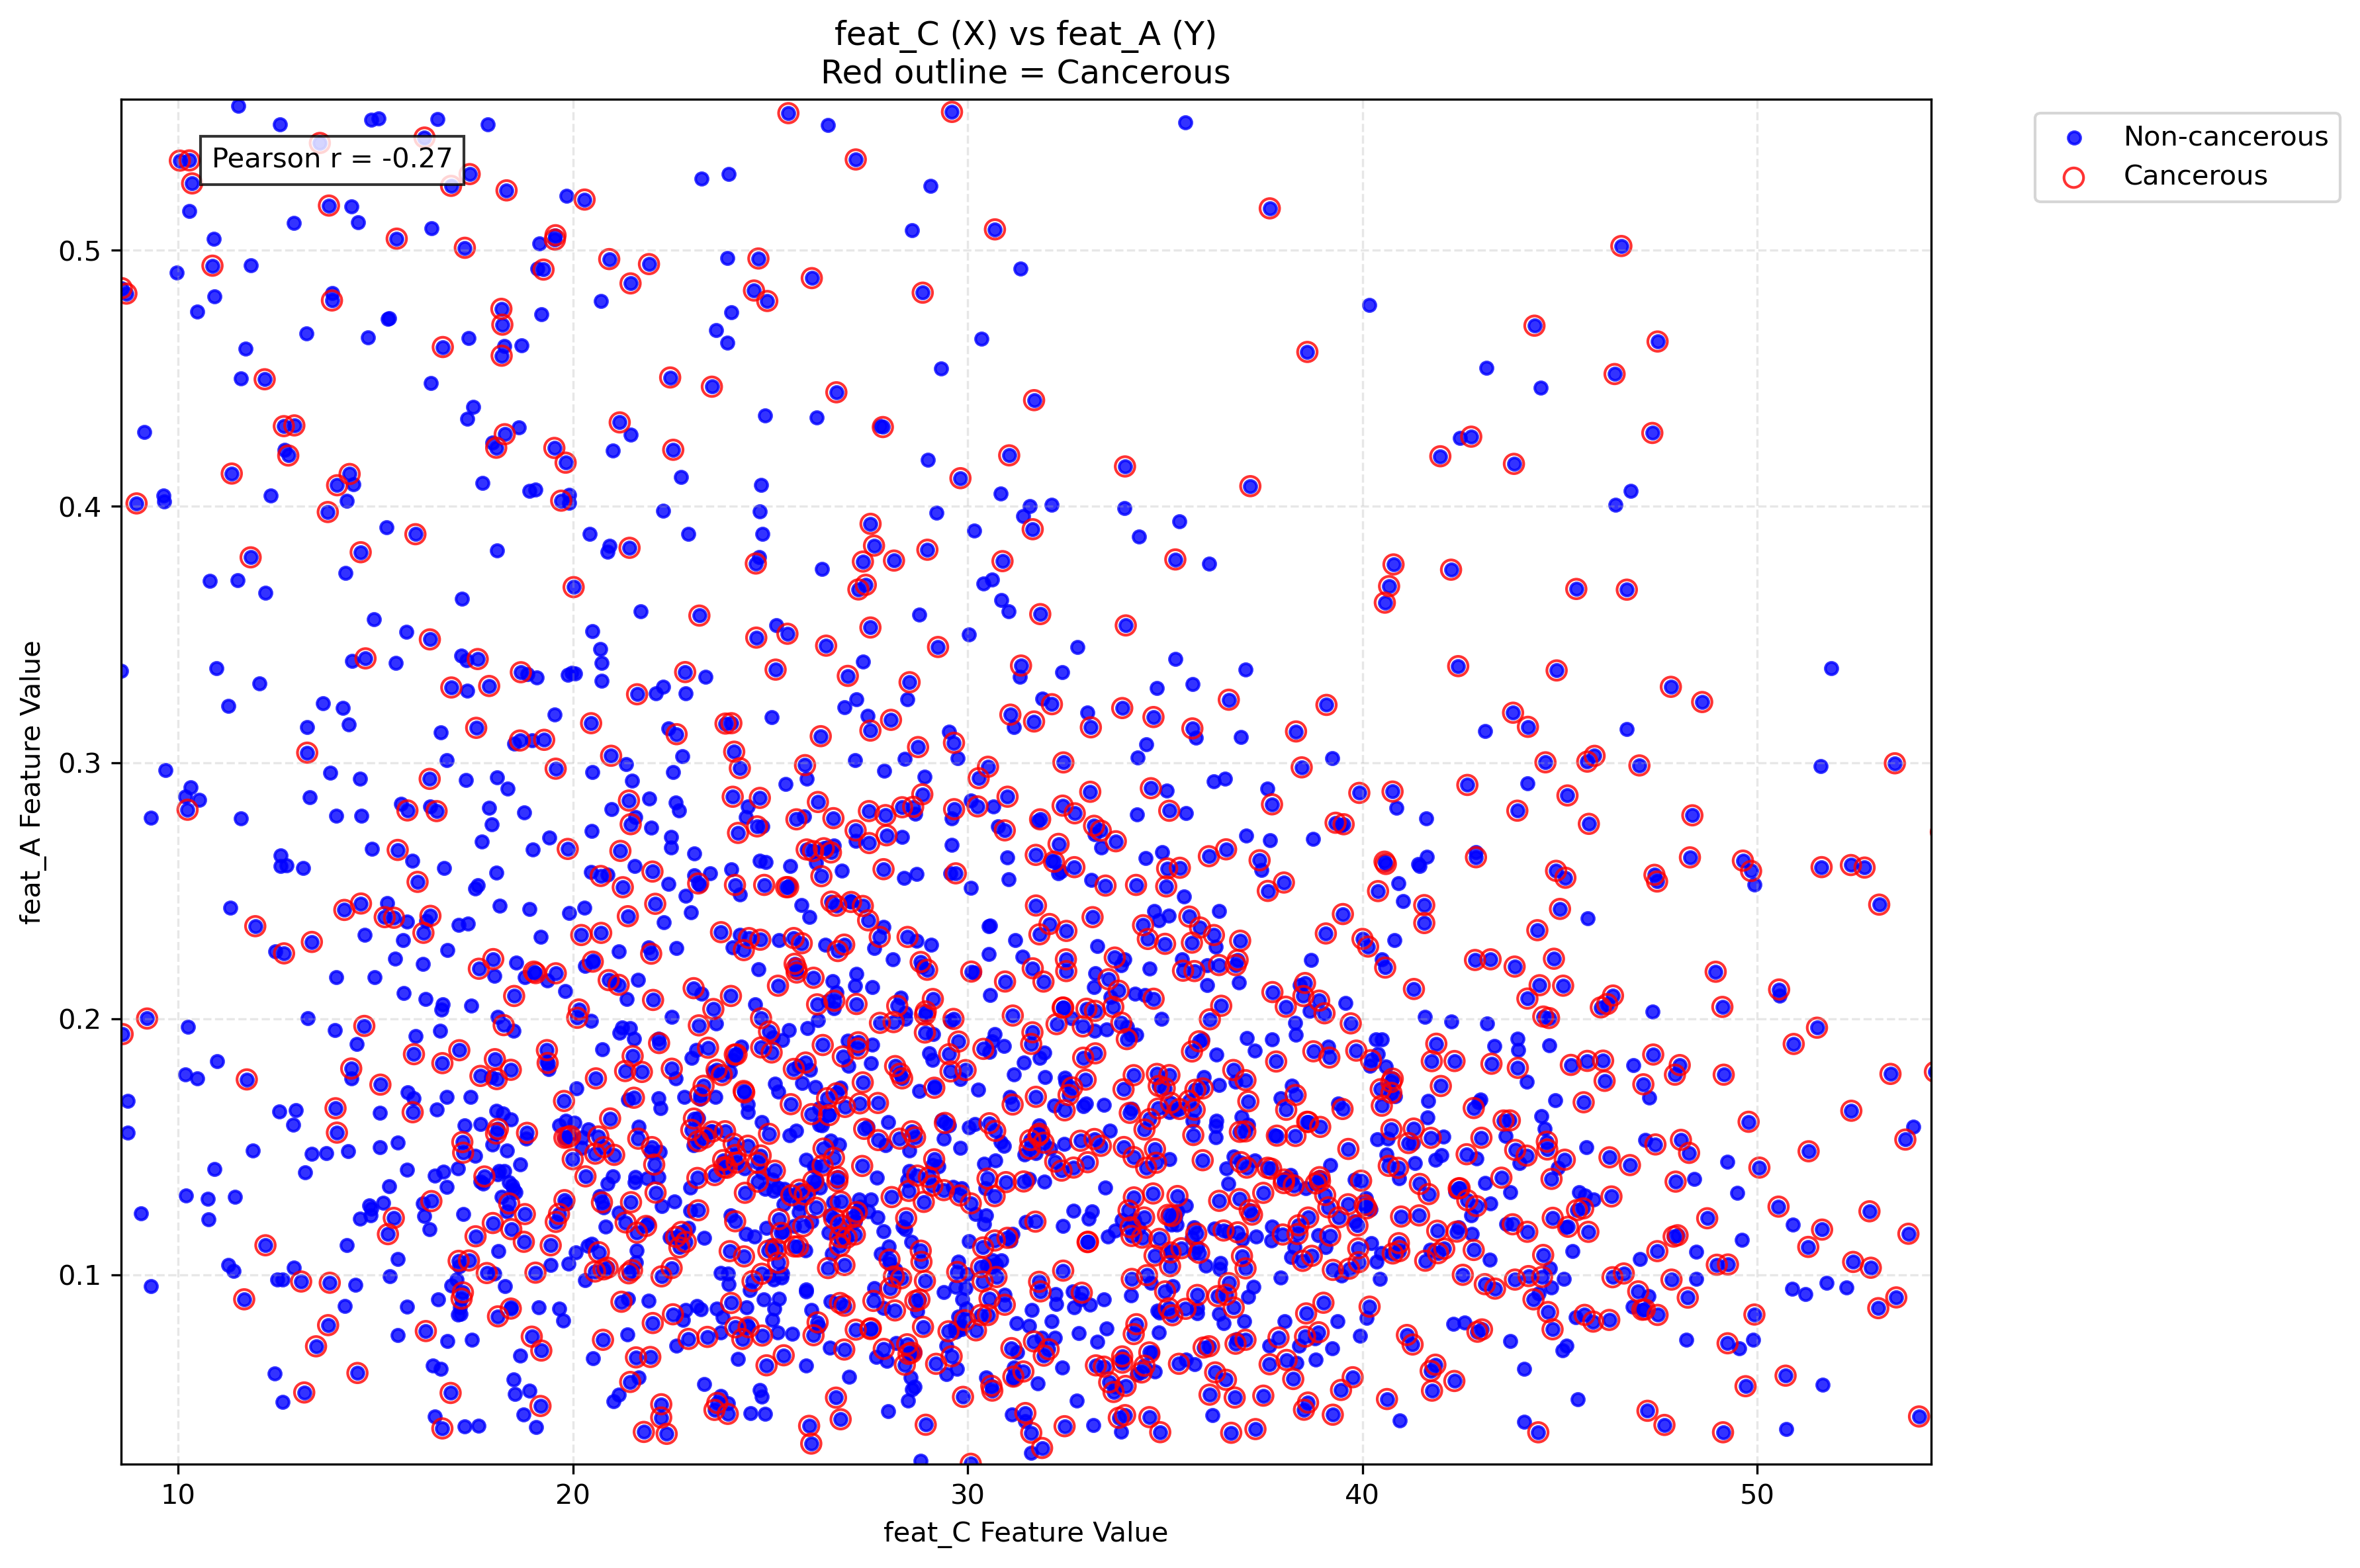 feat_C (X) vs feat_A (Y)
Red outline = Cancerous
Pearson r = -0.27
Non-cancerous
Cancerous
0.5
0.4
0.3
0.2
0.1
feat_A Feature Value
10
20
30
40
50
feat_C Feature Value